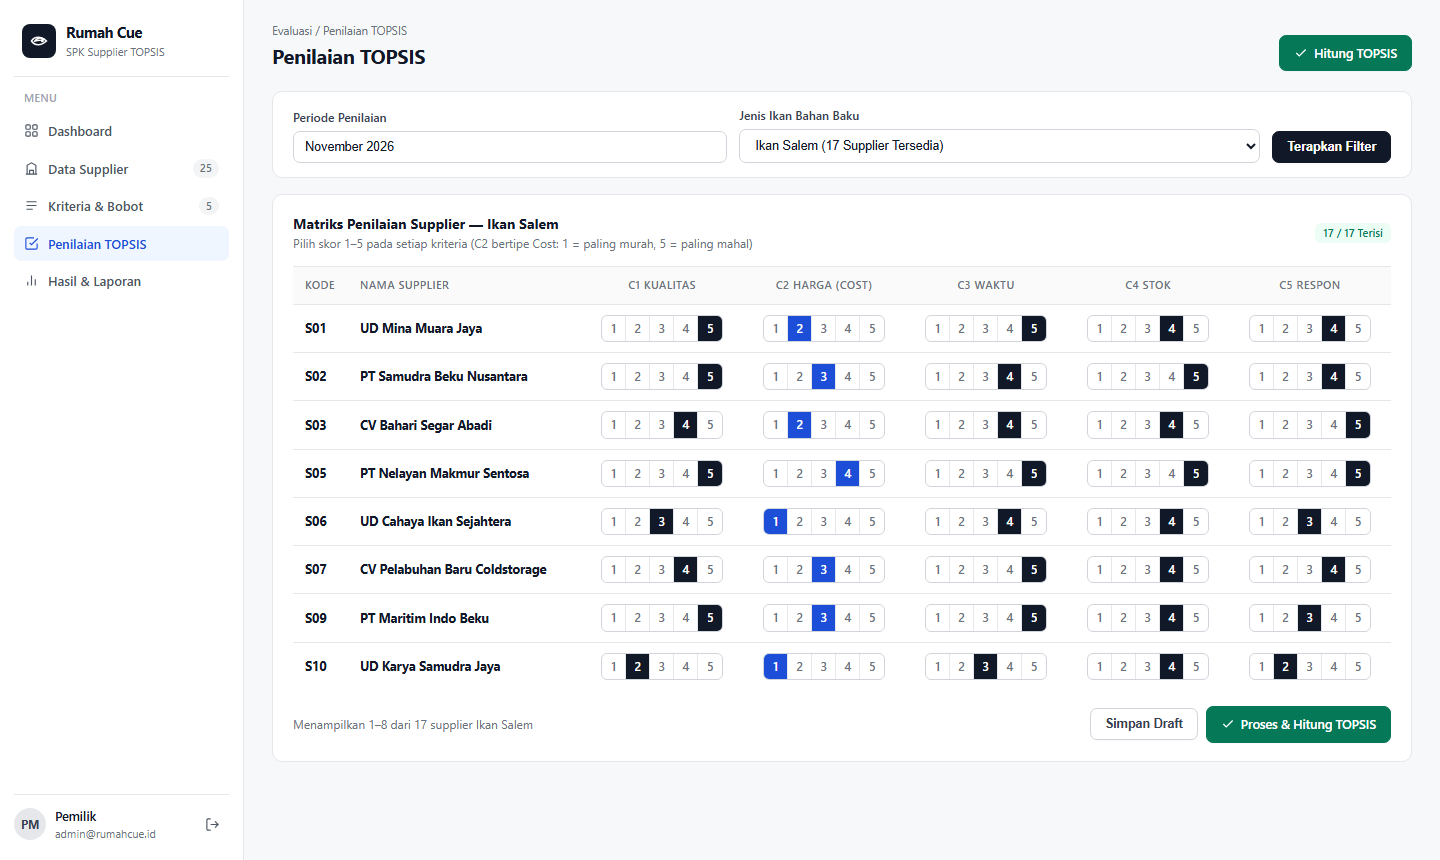 Rumah Cue
SPK Supplier TOPSIS
MENU
Dashboard
Data Supplier 25
Kriteria & Bobot 5
Penilaian TOPSIS
Hasil & Laporan
PM
Pemilik
admin@rumahcue.id
Evaluasi / Penilaian TOPSIS
Penilaian TOPSIS
Hitung TOPSIS
Periode Penilaian
November 2026
Jenis Ikan Bahan Baku
Ikan Salem (17 Supplier Tersedia)
Terapkan Filter
Matriks Penilaian Supplier — Ikan Salem
Pilih skor 1–5 pada setiap kriteria (C2 bertipe Cost: 1 = paling murah, 5 = paling mahal)
17 / 17 Terisi
KODE NAMA SUPPLIER C1 KUALITAS C2 HARGA (COST) C3 WAKTU C4 STOK C5 RESPON
S01 UD Mina Muara Jaya 1 2 3 4 5 1 2 3 4 5 1 2 3 4 5 1 2 3 4 5 1 2 3 4 5
S02 PT Samudra Beku Nusantara 1 2 3 4 5 1 2 3 4 5 1 2 3 4 5 1 2 3 4 5 1 2 3 4 5
S03 CV Bahari Segar Abadi 1 2 3 4 5 1 2 3 4 5 1 2 3 4 5 1 2 3 4 5 1 2 3 4 5
S05 PT Nelayan Makmur Sentosa 1 2 3 4 5 1 2 3 4 5 1 2 3 4 5 1 2 3 4 5 1 2 3 4 5
S06 UD Cahaya Ikan Sejahtera 1 2 3 4 5 1 2 3 4 5 1 2 3 4 5 1 2 3 4 5 1 2 3 4 5
S07 CV Pelabuhan Baru Coldstorage 1 2 3 4 5 1 2 3 4 5 1 2 3 4 5 1 2 3 4 5 1 2 3 4 5
S09 PT Maritim Indo Beku 1 2 3 4 5 1 2 3 4 5 1 2 3 4 5 1 2 3 4 5 1 2 3 4 5
S10 UD Karya Samudra Jaya 1 2 3 4 5 1 2 3 4 5 1 2 3 4 5 1 2 3 4 5 1 2 3 4 5
Menampilkan 1–8 dari 17 supplier Ikan Salem
Simpan Draft
Proses & Hitung TOPSIS